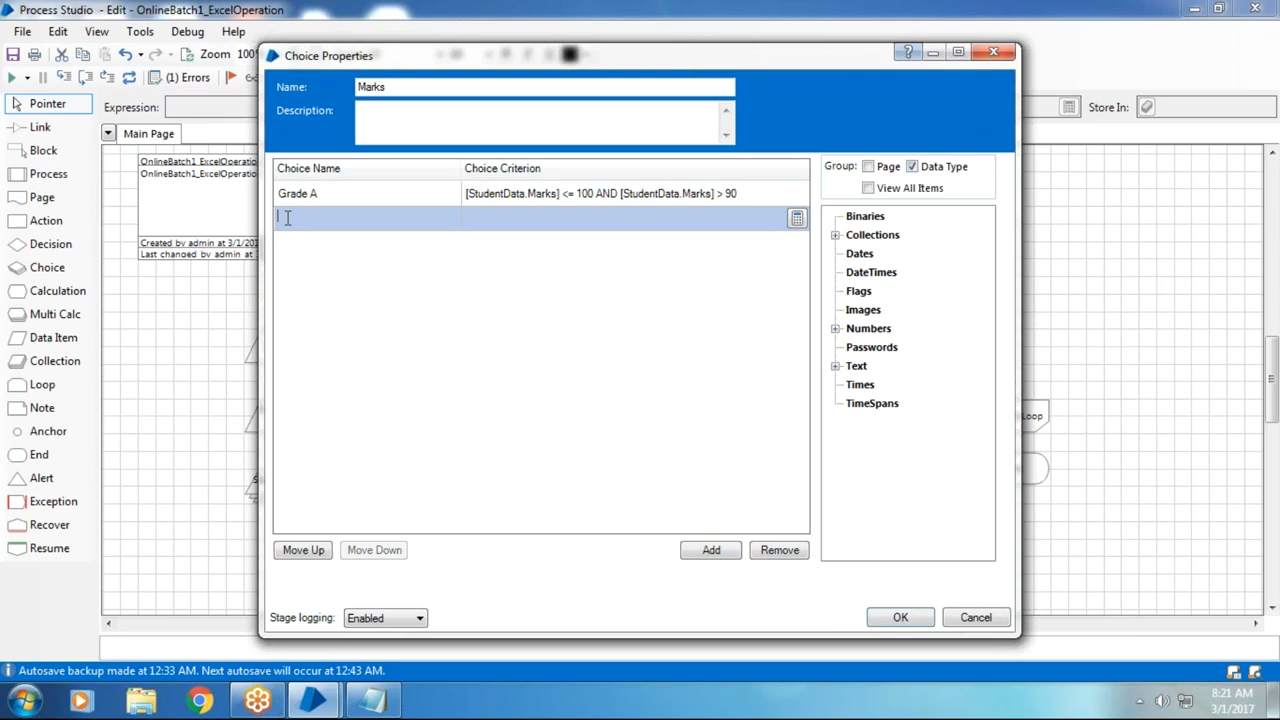 Process Studio - Edit - OnlineBatch1_ExcelOperation
File Edit View Tools Debug Help
Zoom 100%
(1) Errors
Expression:
Store In:
Main Page
Pointer
Link
Block
Process
Page
Action
Decision
Choice
Calculation
Multi Calc
Data Item
Collection
Loop
Note
Anchor
End
Alert
Exception
Recover
Resume
OnlineBatch1_ExcelOperation
OnlineBatch1_ExcelOperation
Created by admin at 3/1/201
Last changed by admin at
Loop
Choice Properties
Name: Marks
Description:
Choice Name Choice Criterion
Grade A [StudentData.Marks] <= 100 AND [StudentData.Marks] > 90
Group: Page Data Type
View All Items
Binaries
Collections
Dates
DateTimes
Flags
Images
Numbers
Passwords
Text
Times
TimeSpans
Move Up Move Down Add Remove
Stage logging: Enabled OK Cancel
Autosave backup made at 12:33 AM. Next autosave will occur at 12:43 AM.
8:21 AM
3/1/2017